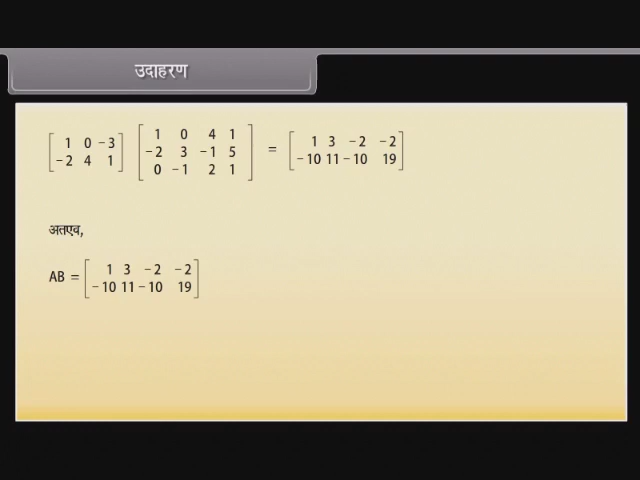 उदाहरण
[ 1 0 −3 ] [ 1 0 4 1 ] = [ 1 3 −2 −2 ]
[ −2 4 1 ] [ −2 3 −1 5 ] [ −10 11 −10 19 ]
[ 0 −1 2 1 ]
अतएव,
AB = [ 1 3 −2 −2 ]
[ −10 11 −10 19 ]